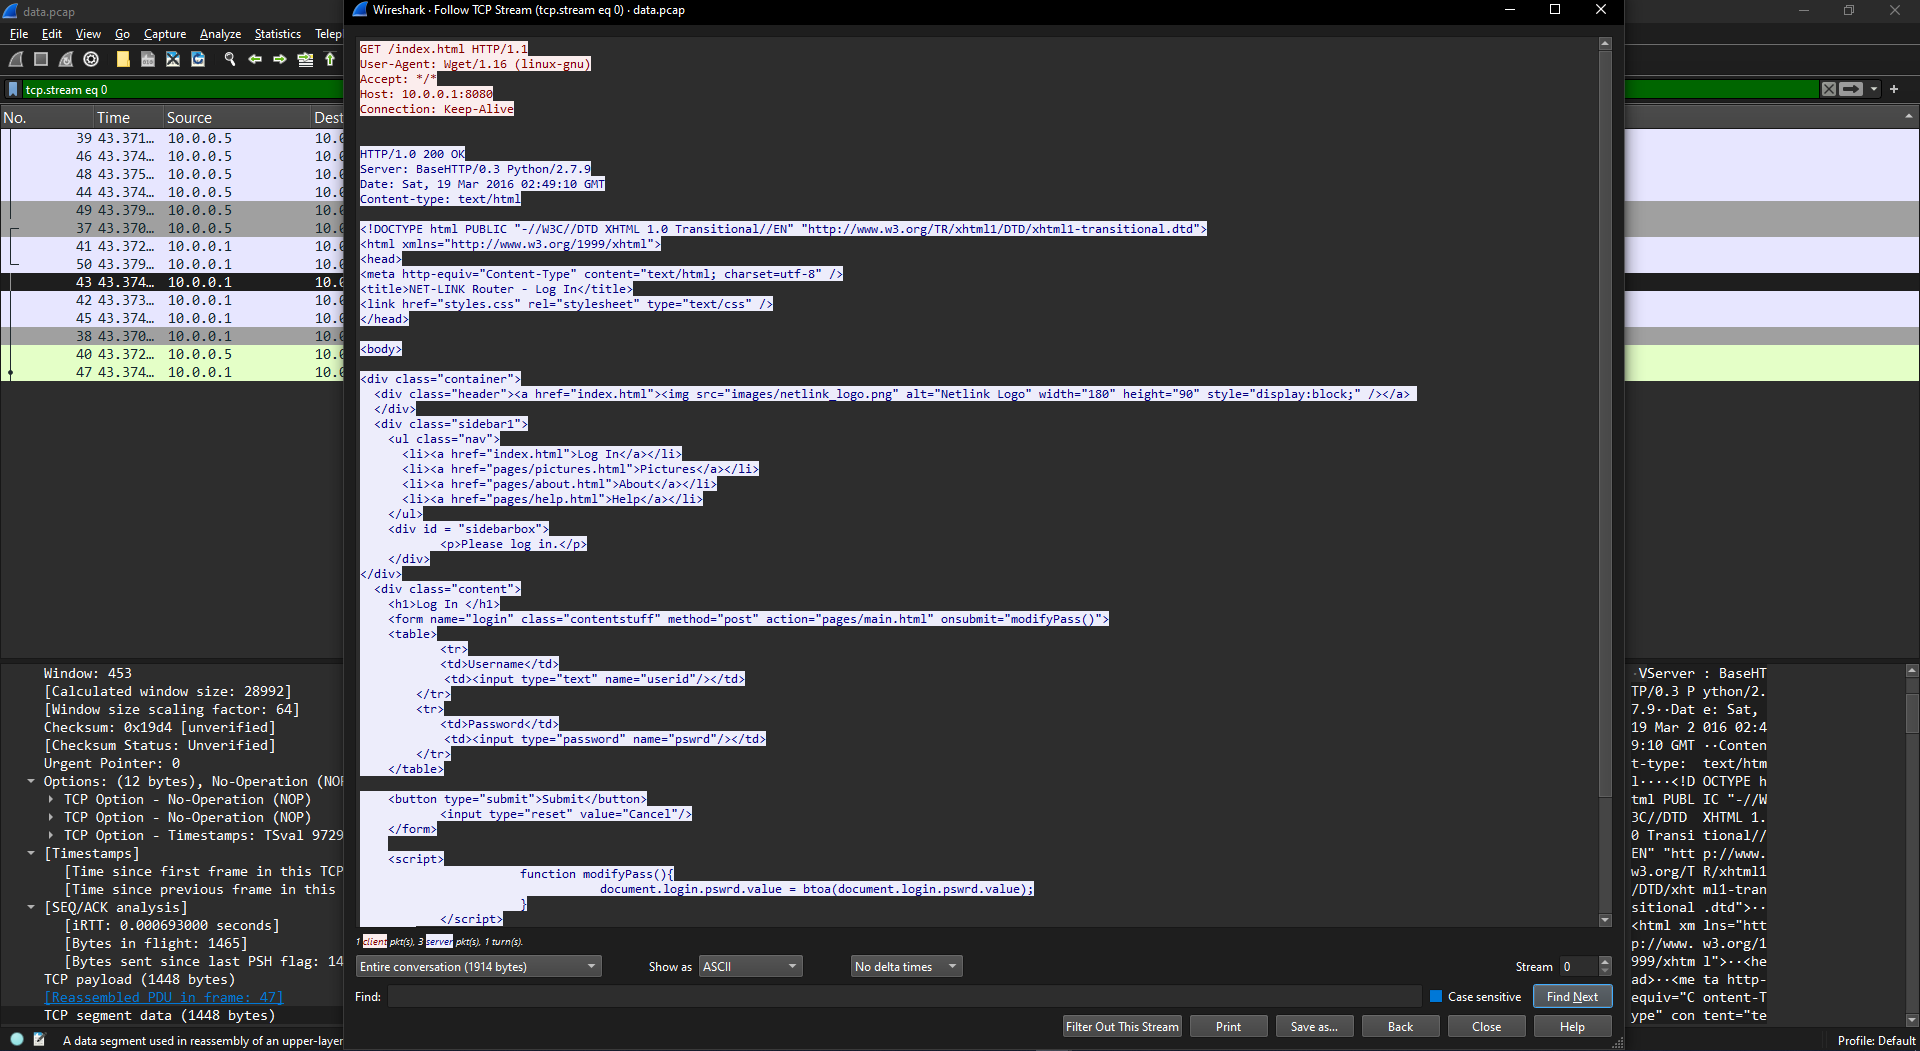 data.pcap
Wireshark · Follow TCP Stream (tcp.stream eq 0) · data.pcap
File Edit View Go Capture Analyze Statistics Telep
tcp.stream eq 0
No. Time Source Dest
39 43.371… 10.0.0.5 10.0
46 43.374… 10.0.0.5 10.0
48 43.375… 10.0.0.5 10.0
44 43.374… 10.0.0.5 10.0
49 43.379… 10.0.0.5 10.0
37 43.370… 10.0.0.5 10.0
41 43.372… 10.0.0.1 10.0
50 43.379… 10.0.0.1 10.0
43 43.374… 10.0.0.1 10.0
42 43.373… 10.0.0.1 10.0
45 43.374… 10.0.0.1 10.0
38 43.370… 10.0.0.1 10.0
40 43.372… 10.0.0.5 10.0
47 43.374… 10.0.0.1 10.0
Window: 453
[Calculated window size: 28992]
[Window size scaling factor: 64]
Checksum: 0x19d4 [unverified]
[Checksum Status: Unverified]
Urgent Pointer: 0
Options: (12 bytes), No-Operation (NOP
TCP Option - No-Operation (NOP)
TCP Option - No-Operation (NOP)
TCP Option - Timestamps: TSval 9729
[Timestamps]
[Time since first frame in this TCP
[Time since previous frame in this
[SEQ/ACK analysis]
[iRTT: 0.000693000 seconds]
[Bytes in flight: 1465]
[Bytes sent since last PSH flag: 14
TCP payload (1448 bytes)
[Reassembled PDU in frame: 47]
TCP segment data (1448 bytes)
A data segment used in reassembly of an upper-layer
GET /index.html HTTP/1.1
User-Agent: Wget/1.16 (linux-gnu)
Accept: */*
Host: 10.0.0.1:8080
Connection: Keep-Alive
HTTP/1.0 200 OK
Server: BaseHTTP/0.3 Python/2.7.9
Date: Sat, 19 Mar 2016 02:49:10 GMT
Content-type: text/html
<!DOCTYPE html PUBLIC "-//W3C//DTD XHTML 1.0 Transitional//EN" "http://www.w3.org/TR/xhtml1/DTD/xhtml1-transitional.dtd">
<html xmlns="http://www.w3.org/1999/xhtml">
<head>
<meta http-equiv="Content-Type" content="text/html; charset=utf-8" />
<title>NET-LINK Router - Log In</title>
<link href="styles.css" rel="stylesheet" type="text/css" />
</head>
<body>
<div class="container">
<div class="header"><a href="index.html"><img src="images/netlink_logo.png" alt="Netlink Logo" width="180" height="90" style="display:block;" /></a>
</div>
<div class="sidebar1">
<ul class="nav">
<li><a href="index.html">Log In</a></li>
<li><a href="pages/pictures.html">Pictures</a></li>
<li><a href="pages/about.html">About</a></li>
<li><a href="pages/help.html">Help</a></li>
</ul>
<div id = "sidebarbox">
<p>Please log in.</p>
</div>
</div>
<div class="content">
<h1>Log In </h1>
<form name="login" class="contentstuff" method="post" action="pages/main.html" onsubmit="modifyPass()">
<table>
<tr>
<td>Username</td>
<td><input type="text" name="userid"/></td>
</tr>
<tr>
<td>Password</td>
<td><input type="password" name="pswrd"/></td>
</tr>
</table>
<button type="submit">Submit</button>
<input type="reset" value="Cancel"/>
</form>
<script>
function modifyPass(){
document.login.pswrd.value = btoa(document.login.pswrd.value);
}
</script>
1 client pkt(s), 3 server pkt(s), 1 turn(s).
Entire conversation (1914 bytes) Show as ASCII No delta times Stream 0
Find: Case sensitive Find Next
Filter Out This Stream Print Save as... Back Close Help
·VServer : BaseHT
TP/0.3 P ython/2.
7.9··Dat e: Sat,
19 Mar 2 016 02:4
9:10 GMT ··Conten
t-type: text/htm
l····<!D OCTYPE h
tml PUBL IC "-//W
3C//DTD XHTML 1.
0 Transi tional//
EN" "htt p://www.
w3.org/T R/xhtml1
/DTD/xht ml1-tran
sitional .dtd">··
<html xm lns="htt
p://www. w3.org/1
999/xhtm l">··<he
ad>··<me ta http-
equiv="C ontent-T
ype" con tent="te
Profile: Default